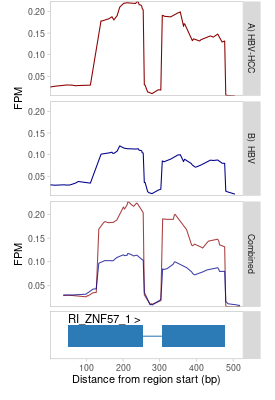 0.20
0.15
0.10
0.05
A) HBV-HCC
FPM
0.20
0.15
0.10
0.05
B) HBV
0.20
0.15
0.10
0.05
Combined
FPM
RI_ZNF57_1 >
100 200 300 400 500
Distance from region start (bp)